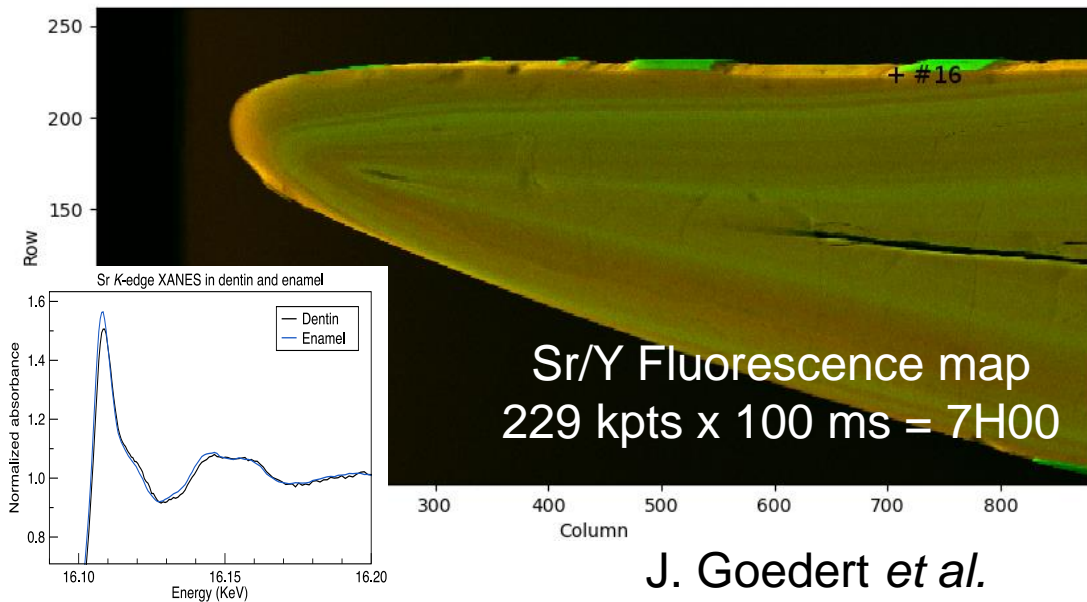 250
200
150
Row
+ #16
Sr K-edge XANES in dentin and enamel
1.6
1.4
1.2
1.0
0.8
Normalized absorbance
Dentin
Enamel
16.10
16.15
16.20
Energy (KeV)
Sr/Y Fluorescence map
229 kpts x 100 ms = 7H00
300
400
500
600
700
800
Column
J. Goedert et al.